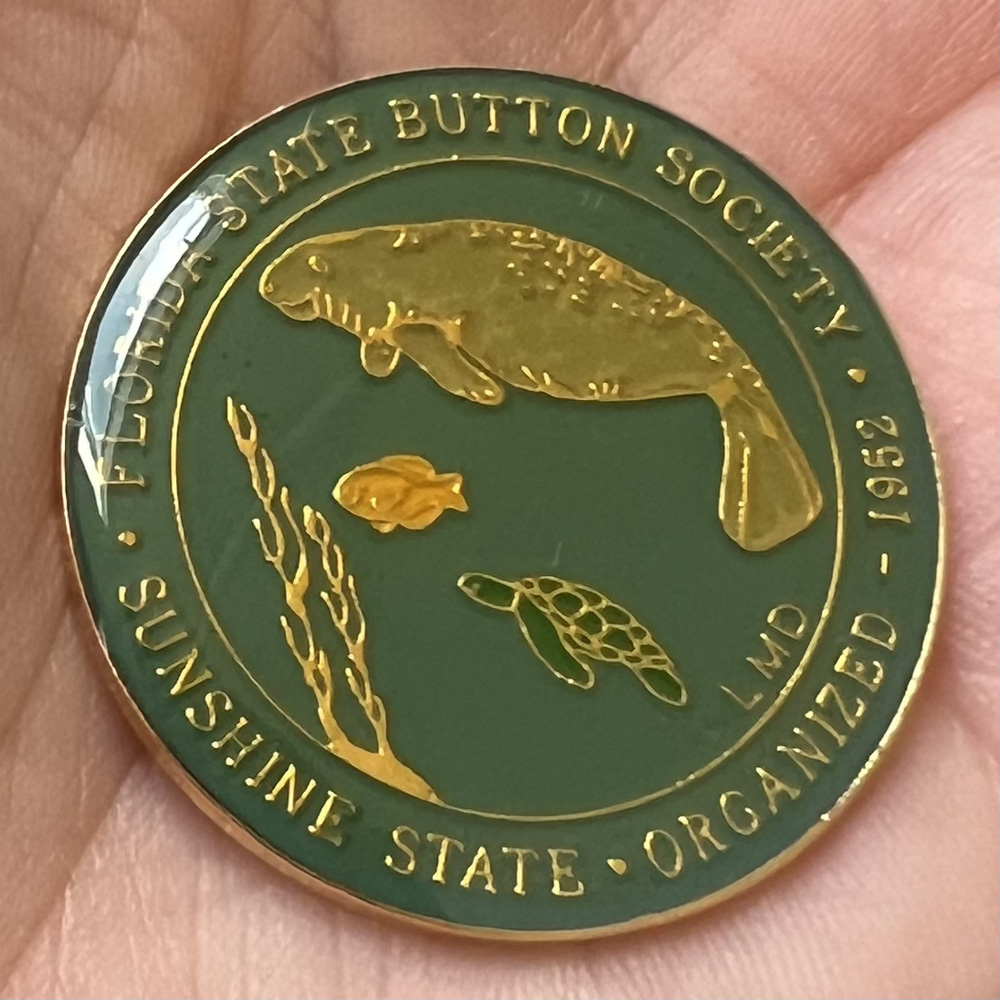 • FLORIDA STATE BUTTON SOCIETY •
SUNSHINE STATE • ORGANIZED - 1952
LMD